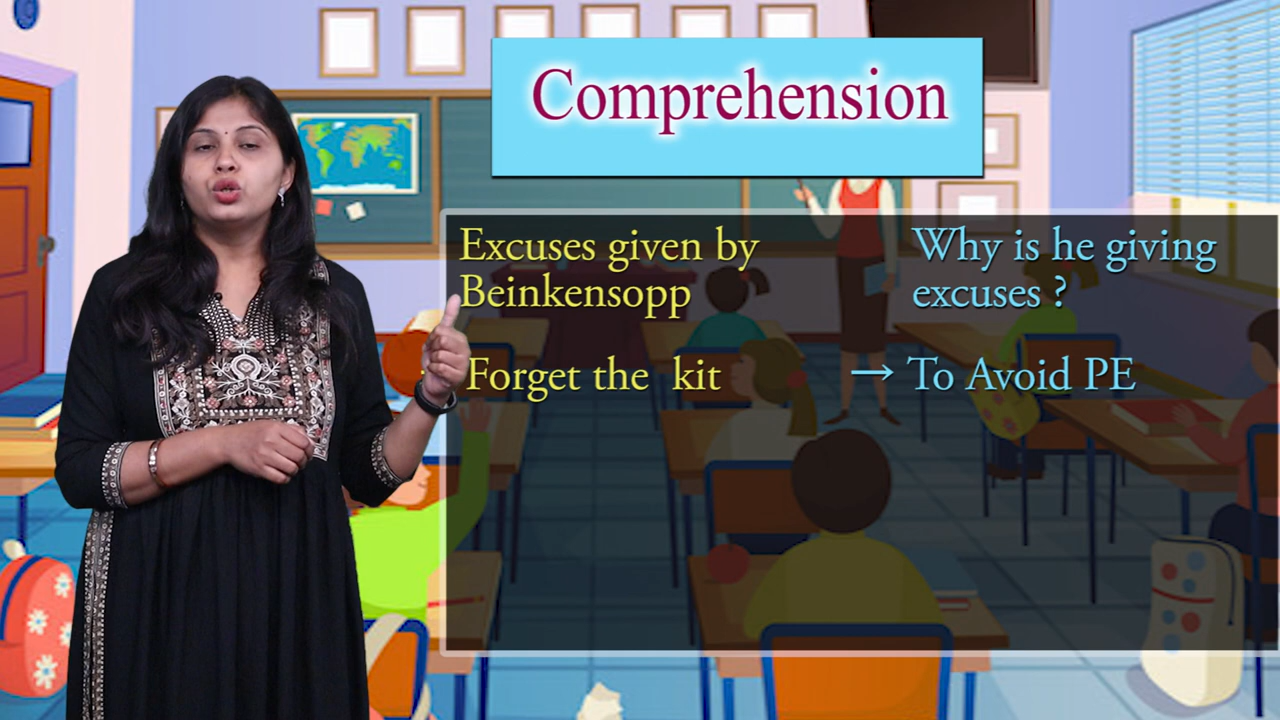 Comprehension
Excuses given by
Beinkensopp
Why is he giving
excuses ?
Forget the kit
→ To Avoid PE